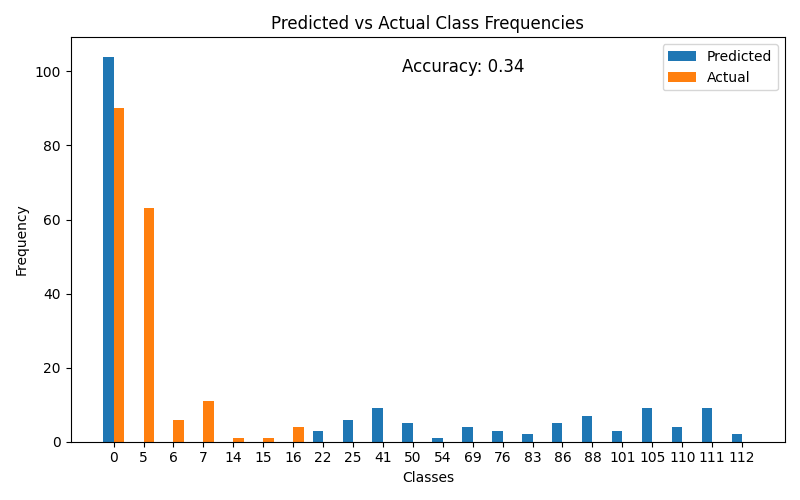 Predicted vs Actual Class Frequencies
Accuracy: 0.34
Predicted
Actual
Frequency
100
80
60
40
20
0
0 5 6 7 14 15 16 22 25 41 50 54 69 76 83 86 88 101 105 110 111 112
Classes